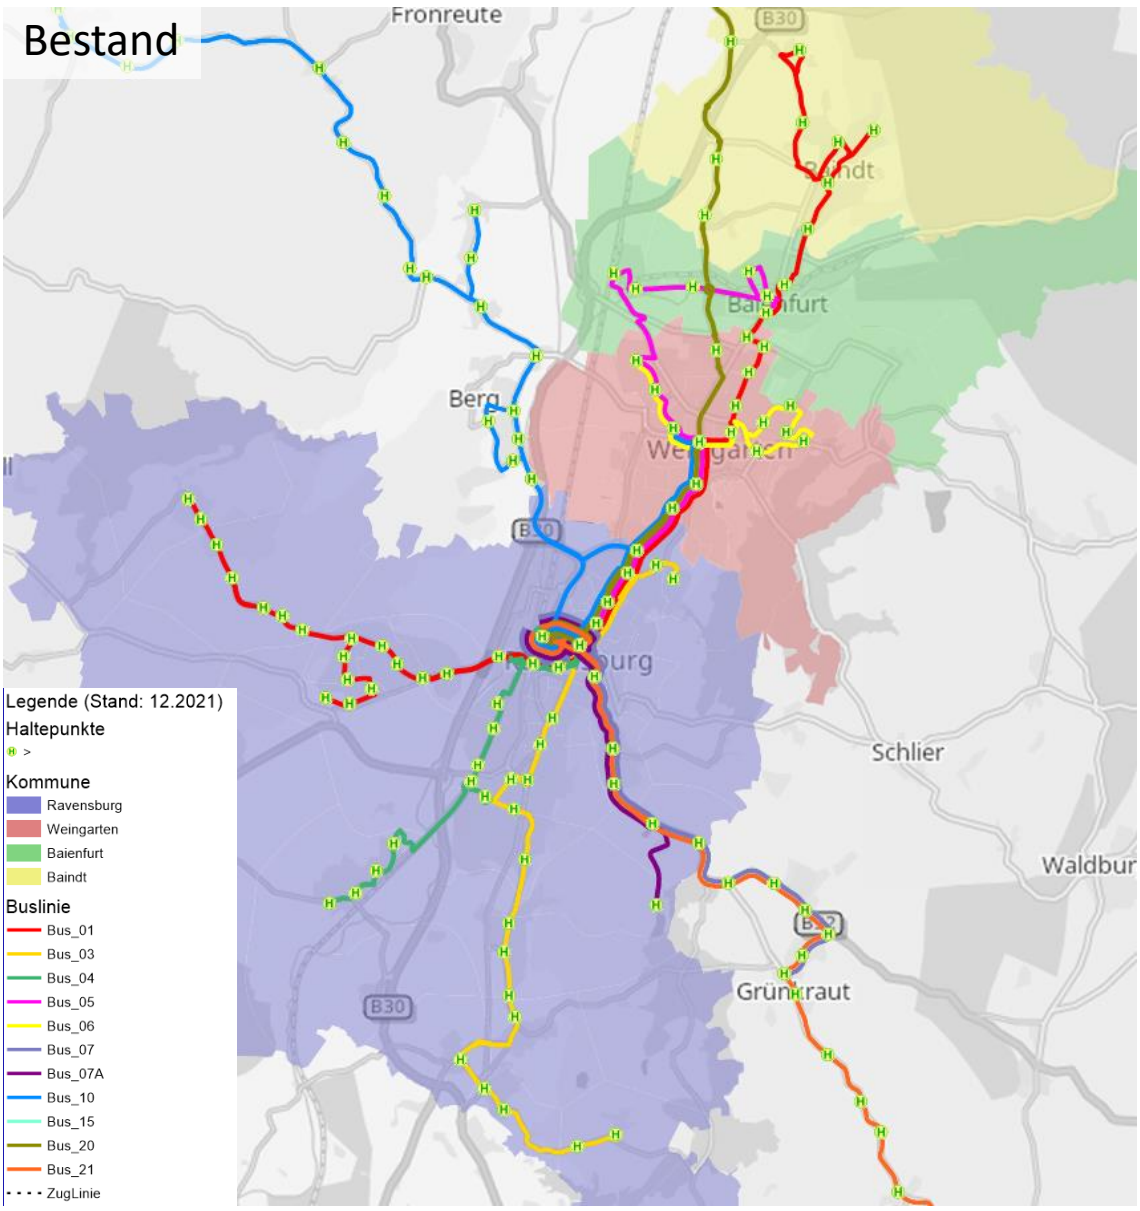 Bestand
Fronreute
B30
Baindt
Baienfurt
Berg
Weingarten
B30
Legende (Stand: 12.2021)
Haltepunkte
H >
Kommune
Ravensburg
Weingarten
Baienfurt
Baindt
Buslinie
Bus_01
Bus_03
Bus_04
Bus_05
Bus_06
Bus_07
Bus_07A
Bus_10
Bus_15
Bus_20
Bus_21
ZugLinie
Schlier
Waldbur
B32
Grünkraut
B30